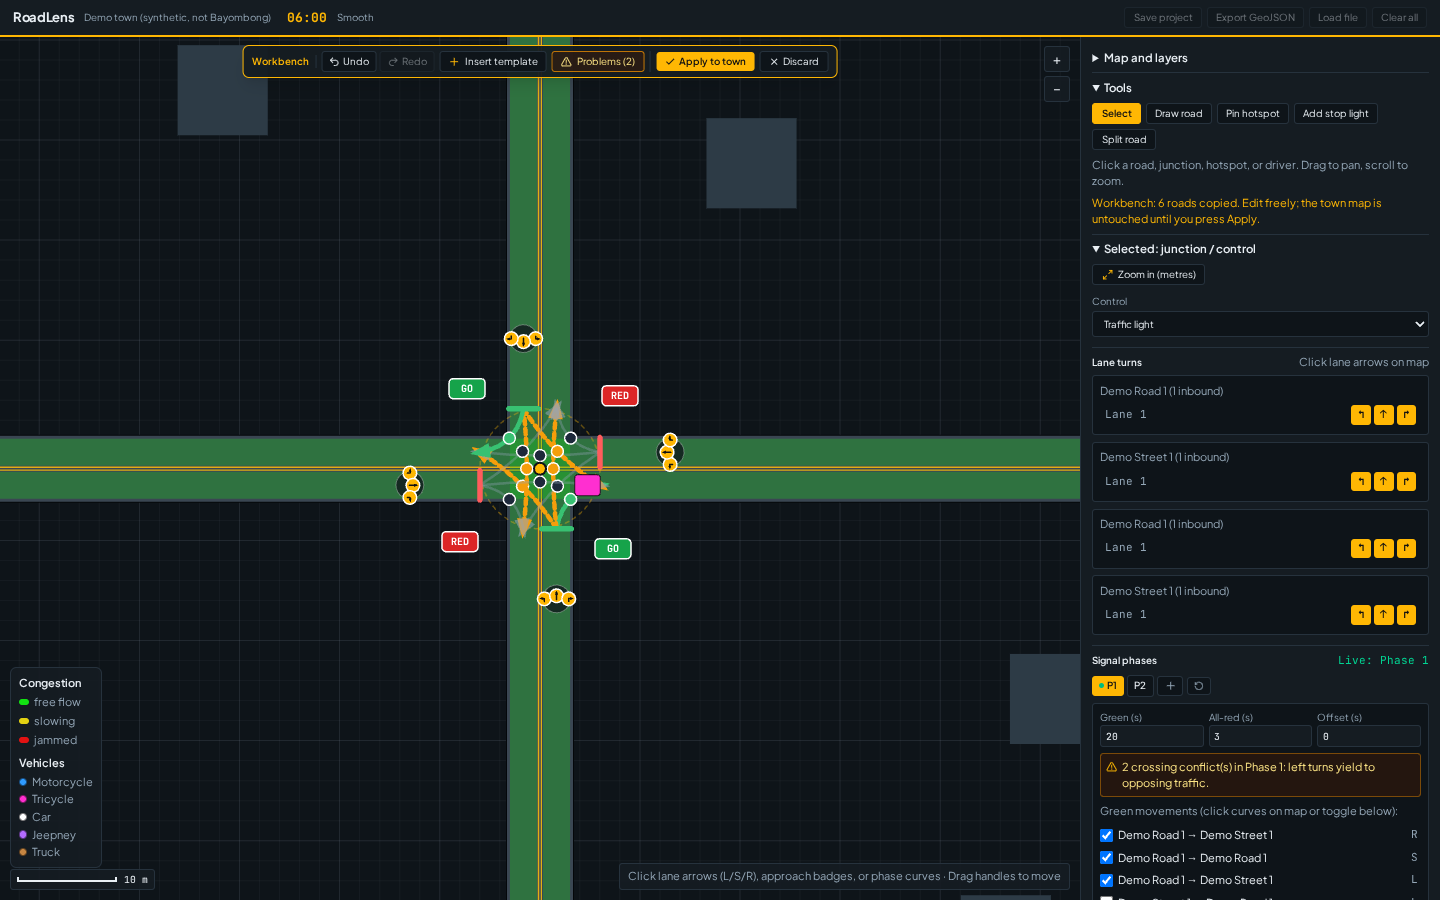 RoadLens Demo town (synthetic, not Bayombong) 06:00 Smooth Save project Export GeoJSON Load file Clear all
Workbench Undo Redo Insert template Problems (2) Apply to town Discard
+
−
GO
RED
RED
GO
Congestion
free flow
slowing
jammed
Vehicles
Motorcycle
Tricycle
Car
Jeepney
Truck
10 m
Click lane arrows (L/S/R), approach badges, or phase curves · Drag handles to move
Map and layers
Tools
Select Draw road Pin hotspot Add stop light
Split road
Click a road, junction, hotspot, or driver. Drag to pan, scroll to
zoom.
Workbench: 6 roads copied. Edit freely; the town map is
untouched until you press Apply.
Selected: junction / control
Zoom in (metres)
Control
Traffic light
Lane turns Click lane arrows on map
Demo Road 1 (1 inbound)
Lane 1
Demo Street 1 (1 inbound)
Lane 1
Demo Road 1 (1 inbound)
Lane 1
Demo Street 1 (1 inbound)
Lane 1
Signal phases Live: Phase 1
P1 P2 +
Green (s) All-red (s) Offset (s)
20 3 0
2 crossing conflict(s) in Phase 1: left turns yield to
opposing traffic.
Green movements (click curves on map or toggle below):
Demo Road 1 → Demo Street 1 R
Demo Road 1 → Demo Road 1 S
Demo Road 1 → Demo Street 1 L